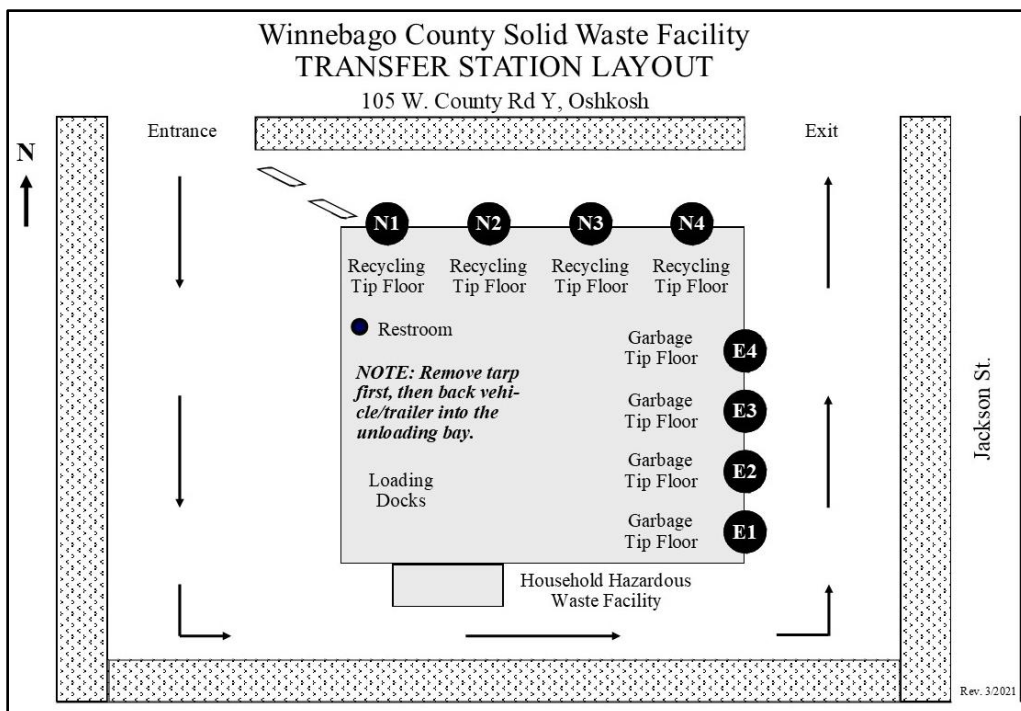 Winnebago County Solid Waste Facility
TRANSFER STATION LAYOUT
105 W. County Rd Y, Oshkosh
Entrance
Exit
N
N1
N2
N3
N4
Recycling
Tip Floor
Recycling
Tip Floor
Recycling
Tip Floor
Recycling
Tip Floor
Restroom
NOTE: Remove tarp
first, then back vehi-
cle/trailer into the
unloading bay.
Loading
Docks
Garbage
Tip Floor
E4
Garbage
Tip Floor
E3
Garbage
Tip Floor
E2
Garbage
Tip Floor
E1
Household Hazardous
Waste Facility
Jackson St.
Rev. 3/2021